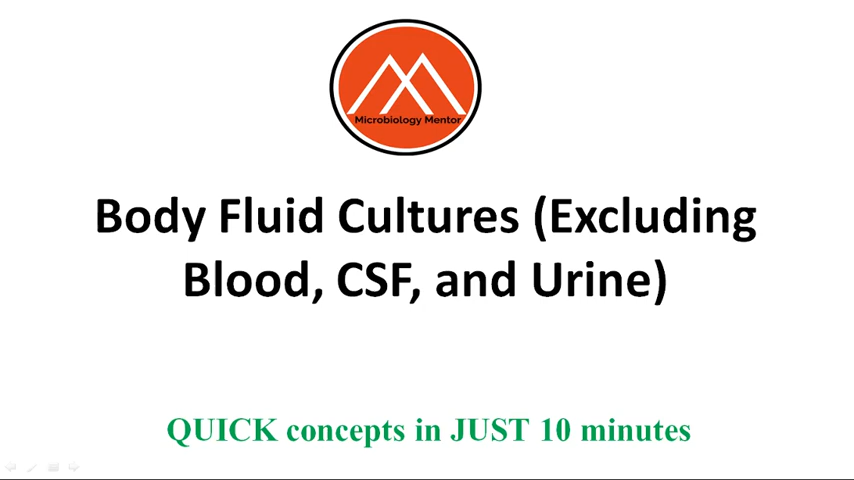 Microbiology Mentor
Body Fluid Cultures (Excluding
Blood, CSF, and Urine)
QUICK concepts in JUST 10 minutes